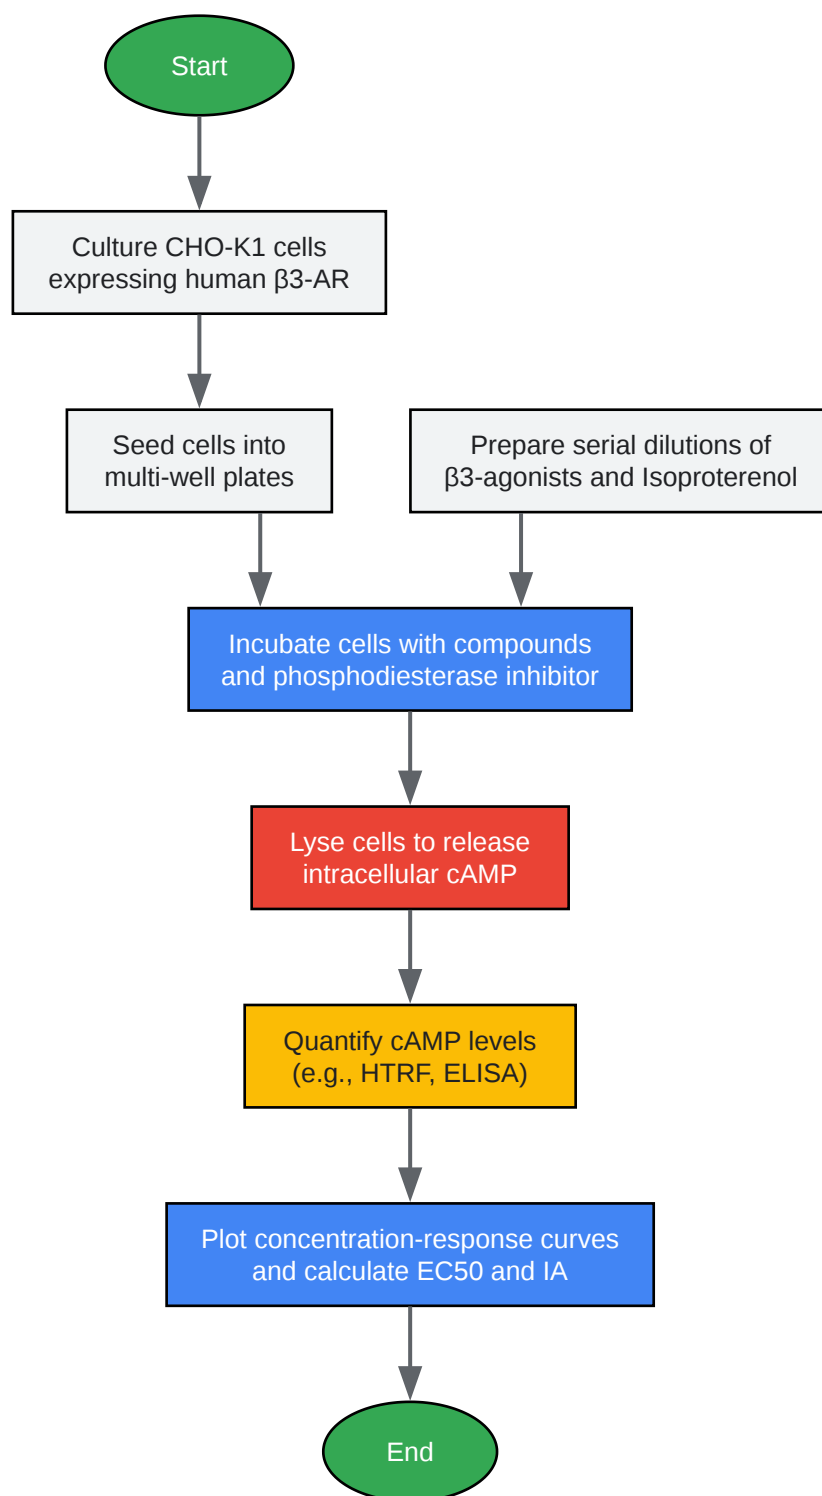 Start
Culture CHO-K1 cells
expressing human β3-AR
Seed cells into
multi-well plates
Prepare serial dilutions of
β3-agonists and Isoproterenol
Incubate cells with compounds
and phosphodiesterase inhibitor
Lyse cells to release
intracellular cAMP
Quantify cAMP levels
(e.g., HTRF, ELISA)
Plot concentration-response curves
and calculate EC50 and IA
End